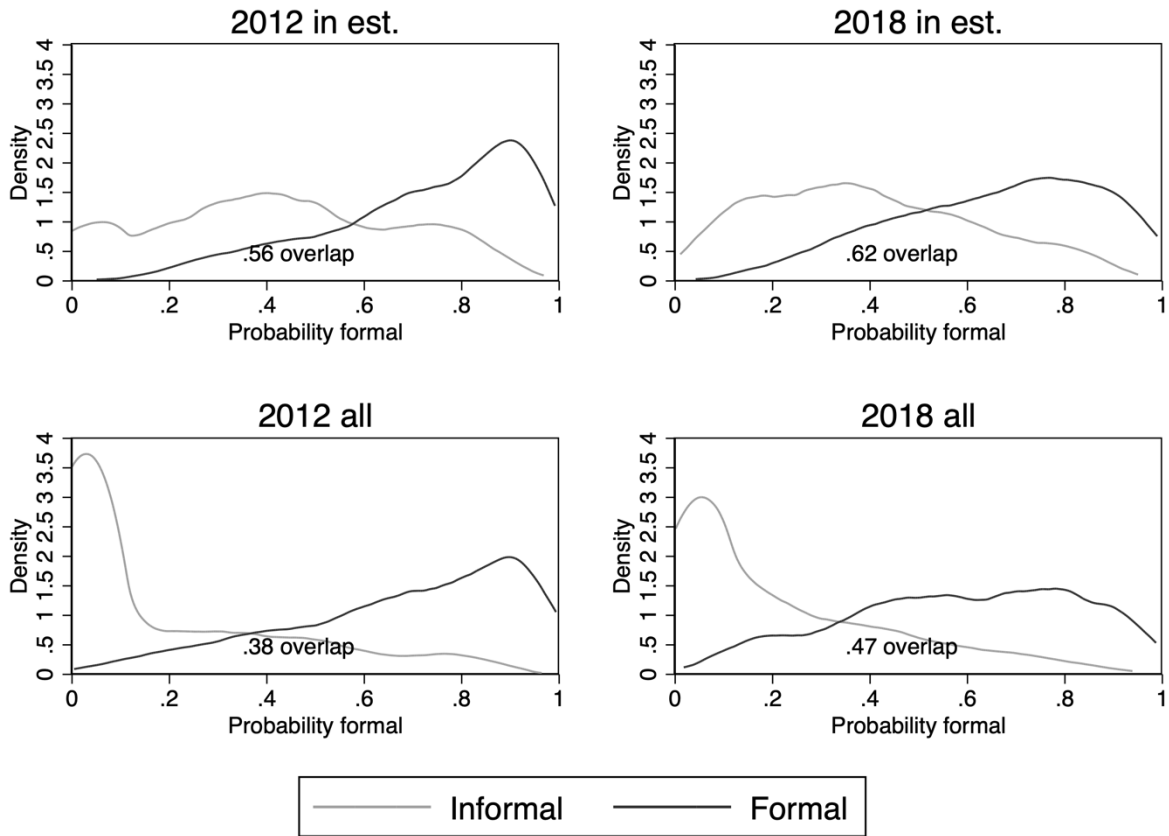 2012 in est.
Density
0 .5 1 1.5 2 2.5 3 3.5 4
.56 overlap
0 .2 .4 .6 .8 1
Probability formal
2018 in est.
Density
0 .5 1 1.5 2 2.5 3 3.5 4
.62 overlap
0 .2 .4 .6 .8 1
Probability formal
2012 all
Density
0 .5 1 1.5 2 2.5 3 3.5 4
.38 overlap
0 .2 .4 .6 .8 1
Probability formal
2018 all
Density
0 .5 1 1.5 2 2.5 3 3.5 4
.47 overlap
0 .2 .4 .6 .8 1
Probability formal
Informal Formal